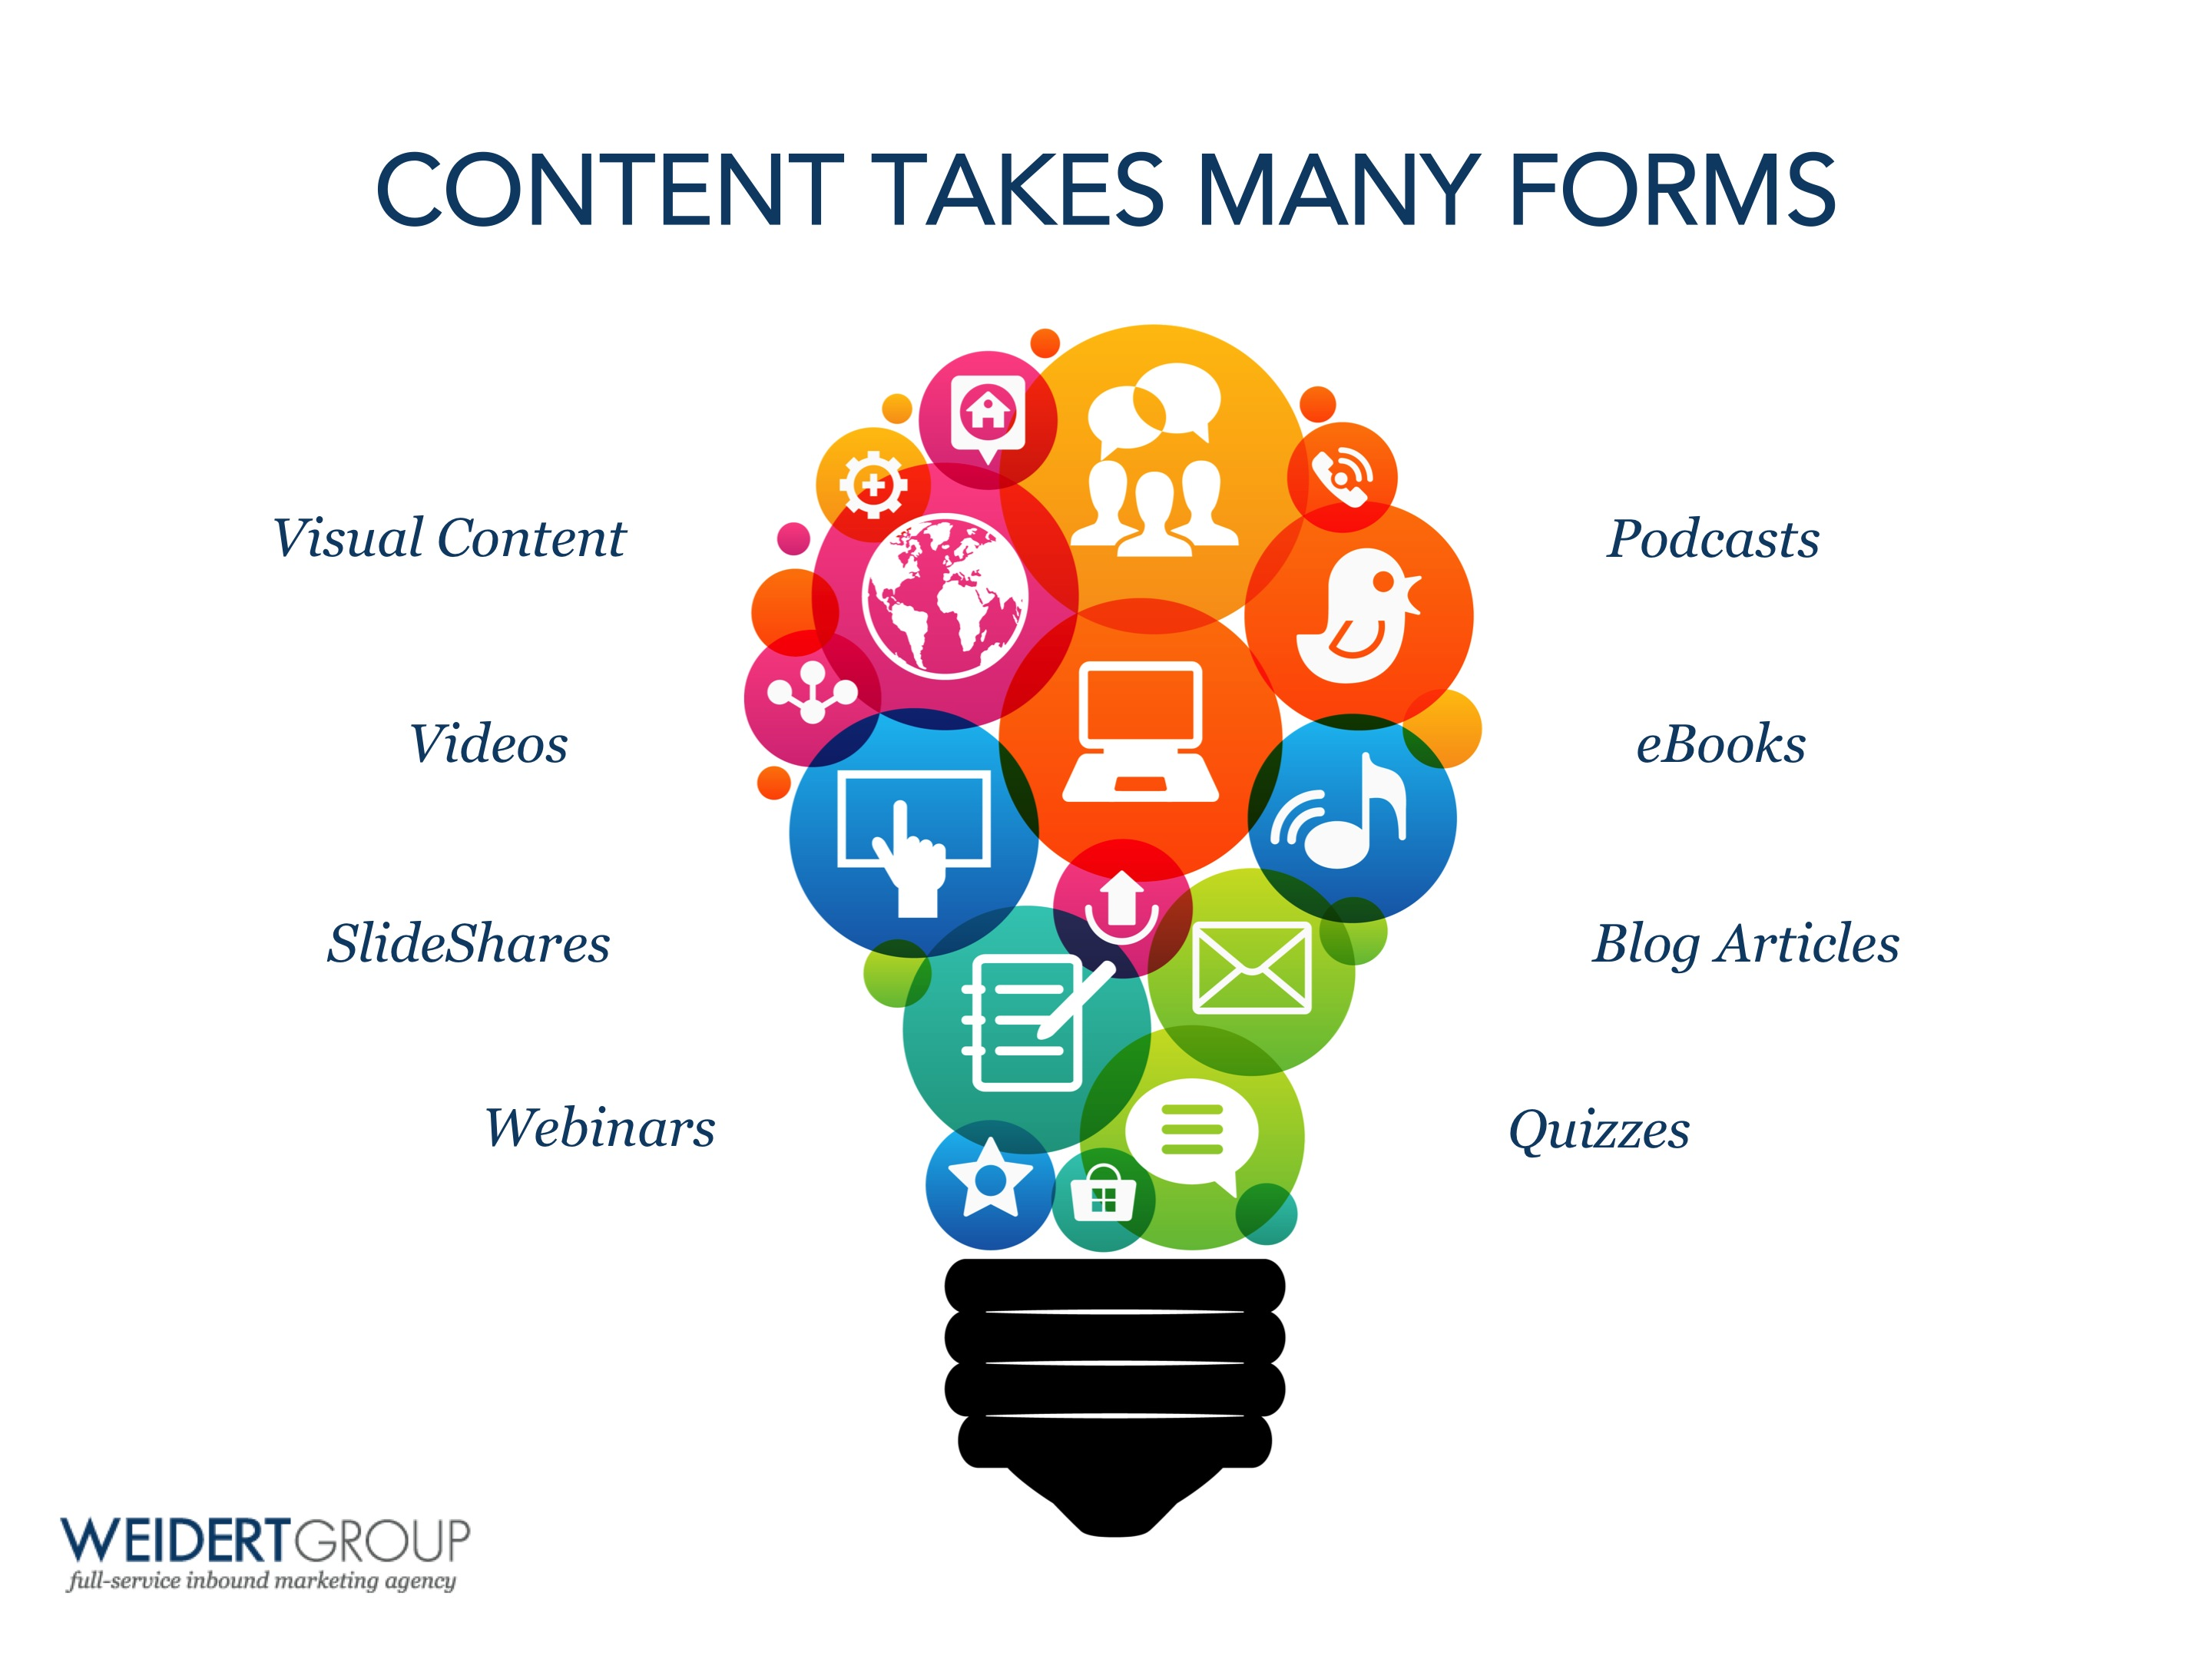 CONTENT TAKES MANY FORMS
Visual Content
Podcasts
Videos
eBooks
SlideShares
Blog Articles
Webinars
Quizzes
WEIDERTGROUP
full-service inbound marketing agency